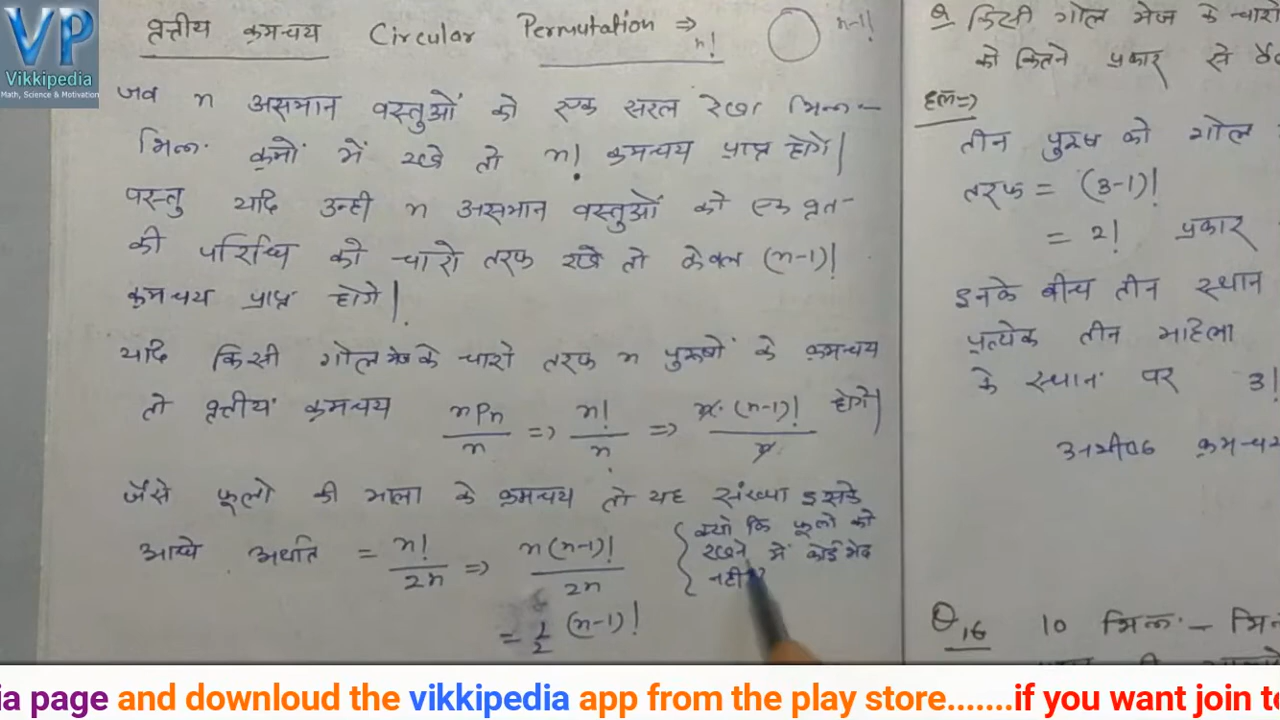 VP
Vikkipedia
Math, Science & Motivation
वृत्तीय क्रमचय Circular Permutation ⇒ n! n-1!
जब n असमान वस्तुओं को एक सरल रेखा भिन्न-
भिन्न क्रमों में रखे तो n! क्रमचय प्राप्त होगे|
परन्तु यदि उन्ही n असमान वस्तुओं को एक वृत-
की परिधि को चारो तरफ रखे तो केवल (n-1)!
क्रमचय प्राप्त होगे|
यदि किसी गोल मेज के चारो तरफ n पुरूषों के क्रमचय
तो वृत्तीय क्रमचय nPn/n => n!/n => n.(n-1)!/n होगे|
जैसे फूलो की माला के क्रमचय तो यह संख्या इसके
आधे अर्थात = n!/2n => n(n-1)!/2n
{क्यो कि फूलो को
रखने में कोई भेद
नही
= 1/2 (n-1)!
Q किसी गोल मेज के चारो
को कितने प्रकार से
हल=>
तीन पुरूष को गोल
तरफ = (3-1)!
= 2! प्रकार
इनके बीच तीन स्थान
प्रत्येक तीन महिला
के स्थान पर 3!
अभीष्ठ क्रमचय
Q16 10 भिन्न-
ia page and downloud the vikkipedia app from the play store.......if you want join to